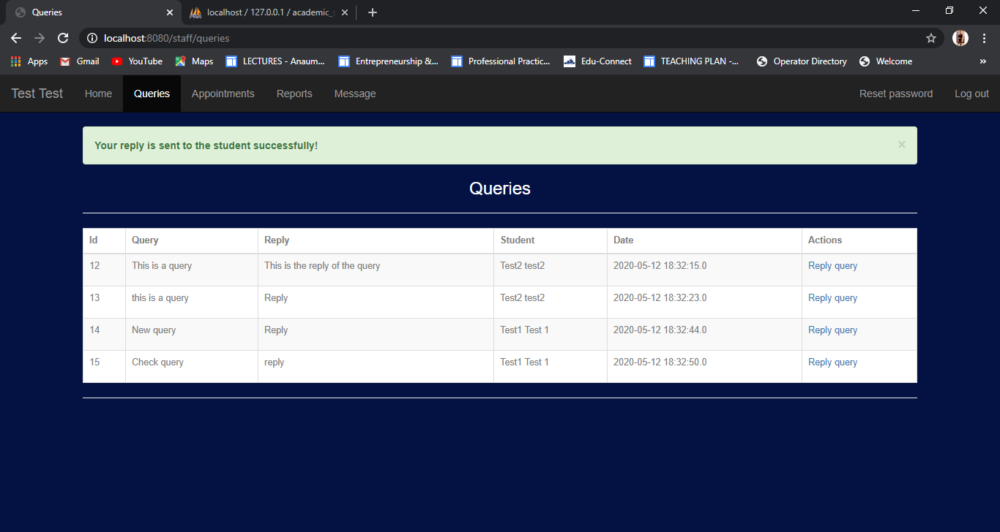 Queries
localhost / 127.0.0.1 / academic_s
localhost:8080/staff/queries
Apps Gmail YouTube Maps LECTURES - Anaum... Entrepreneurship &... Professional Practic... Edu-Connect TEACHING PLAN -... Operator Directory Welcome »
Test Test Home Queries Appointments Reports Message Reset password Log out
Your reply is sent to the student successfully! ×
Queries
Id Query Reply Student Date Actions
12 This is a query This is the reply of the query Test2 test2 2020-05-12 18:32:15.0 Reply query
13 this is a query Reply Test2 test2 2020-05-12 18:32:23.0 Reply query
14 New query Reply Test1 Test 1 2020-05-12 18:32:44.0 Reply query
15 Check query reply Test1 Test 1 2020-05-12 18:32:50.0 Reply query